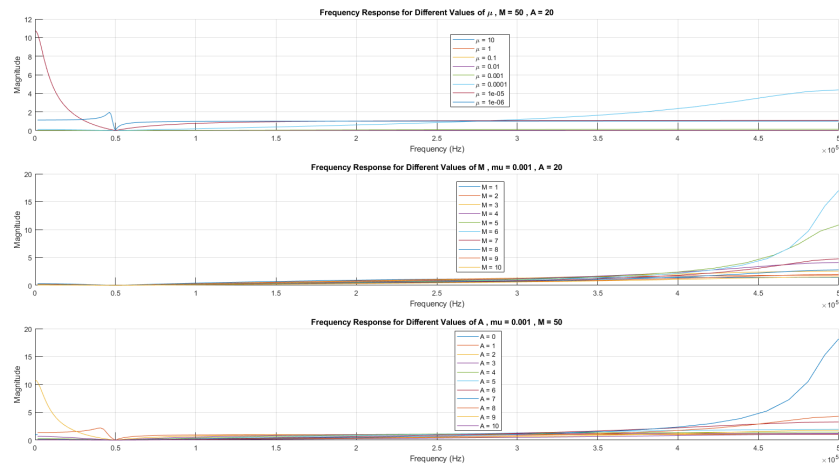 Frequency Response for Different Values of μ , M = 50 , A = 20
12
10
8
6
4
2
0
Magnitude
μ = 10
μ = 1
μ = 0.1
μ = 0.01
μ = 0.001
μ = 0.0001
μ = 1e-05
μ = 1e-06
0 0.5 1 1.5 2 2.5 3 3.5 4 4.5 5
Frequency (Hz)
×10⁵
Frequency Response for Different Values of M , mu = 0.001 , A = 20
20
15
10
5
0
Magnitude
M = 1
M = 2
M = 3
M = 4
M = 5
M = 6
M = 7
M = 8
M = 9
M = 10
0 0.5 1 1.5 2 2.5 3 3.5 4 4.5 5
Frequency (Hz)
×10⁵
Frequency Response for Different Values of A , mu = 0.001 , M = 50
20
15
10
5
0
Magnitude
A = 0
A = 1
A = 2
A = 3
A = 4
A = 5
A = 6
A = 7
A = 8
A = 9
A = 10
0 0.5 1 1.5 2 2.5 3 3.5 4 4.5 5
Frequency (Hz)
×10⁵